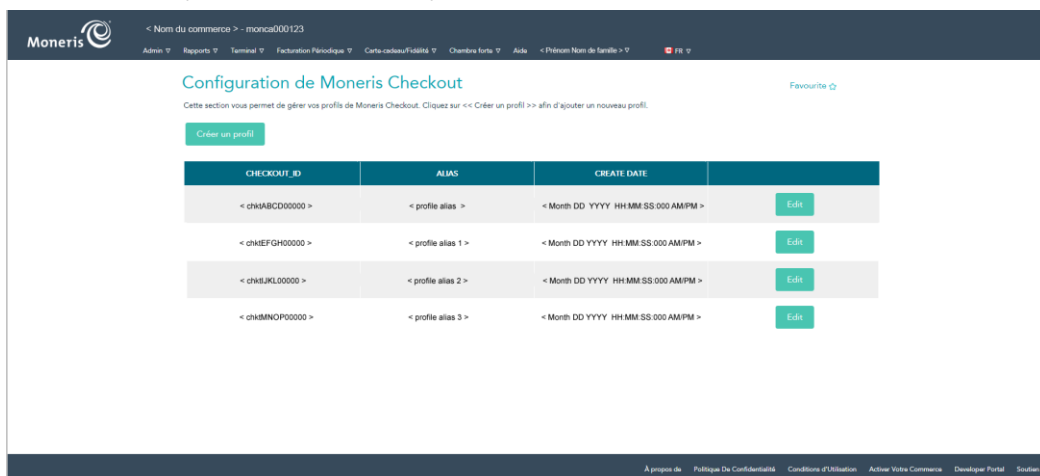 Moneris
< Nom du commerce > - monca000123
Admin ▽ Rapports ▽ Terminal ▽ Facturation Périodique ▽ Carte-cadeau/Fidélité ▽ Chambre forte ▽ Aide < Prénom Nom de famille > ▽ FR ▽
Configuration de Moneris Checkout
Favourite ☆
Cette section vous permet de gérer vos profils de Moneris Checkout. Cliquez sur << Créer un profil >> afin d'ajouter un nouveau profil.
Créer un profil
CHECKOUT_ID ALIAS CREATE DATE
< chktABCD00000 > < profile alias > < Month DD YYYY HH:MM:SS:000 AM/PM > Edit
< chktEFGH00000 > < profile alias 1 > < Month DD YYYY HH:MM:SS:000 AM/PM > Edit
< chktIJKL00000 > < profile alias 2 > < Month DD YYYY HH:MM:SS:000 AM/PM > Edit
< chktMNOP00000 > < profile alias 3 > < Month DD YYYY HH:MM:SS:000 AM/PM > Edit
À propos de Politique De Confidentialité Conditions d'Utilisation Activer Votre Commerce Developer Portal Soutien